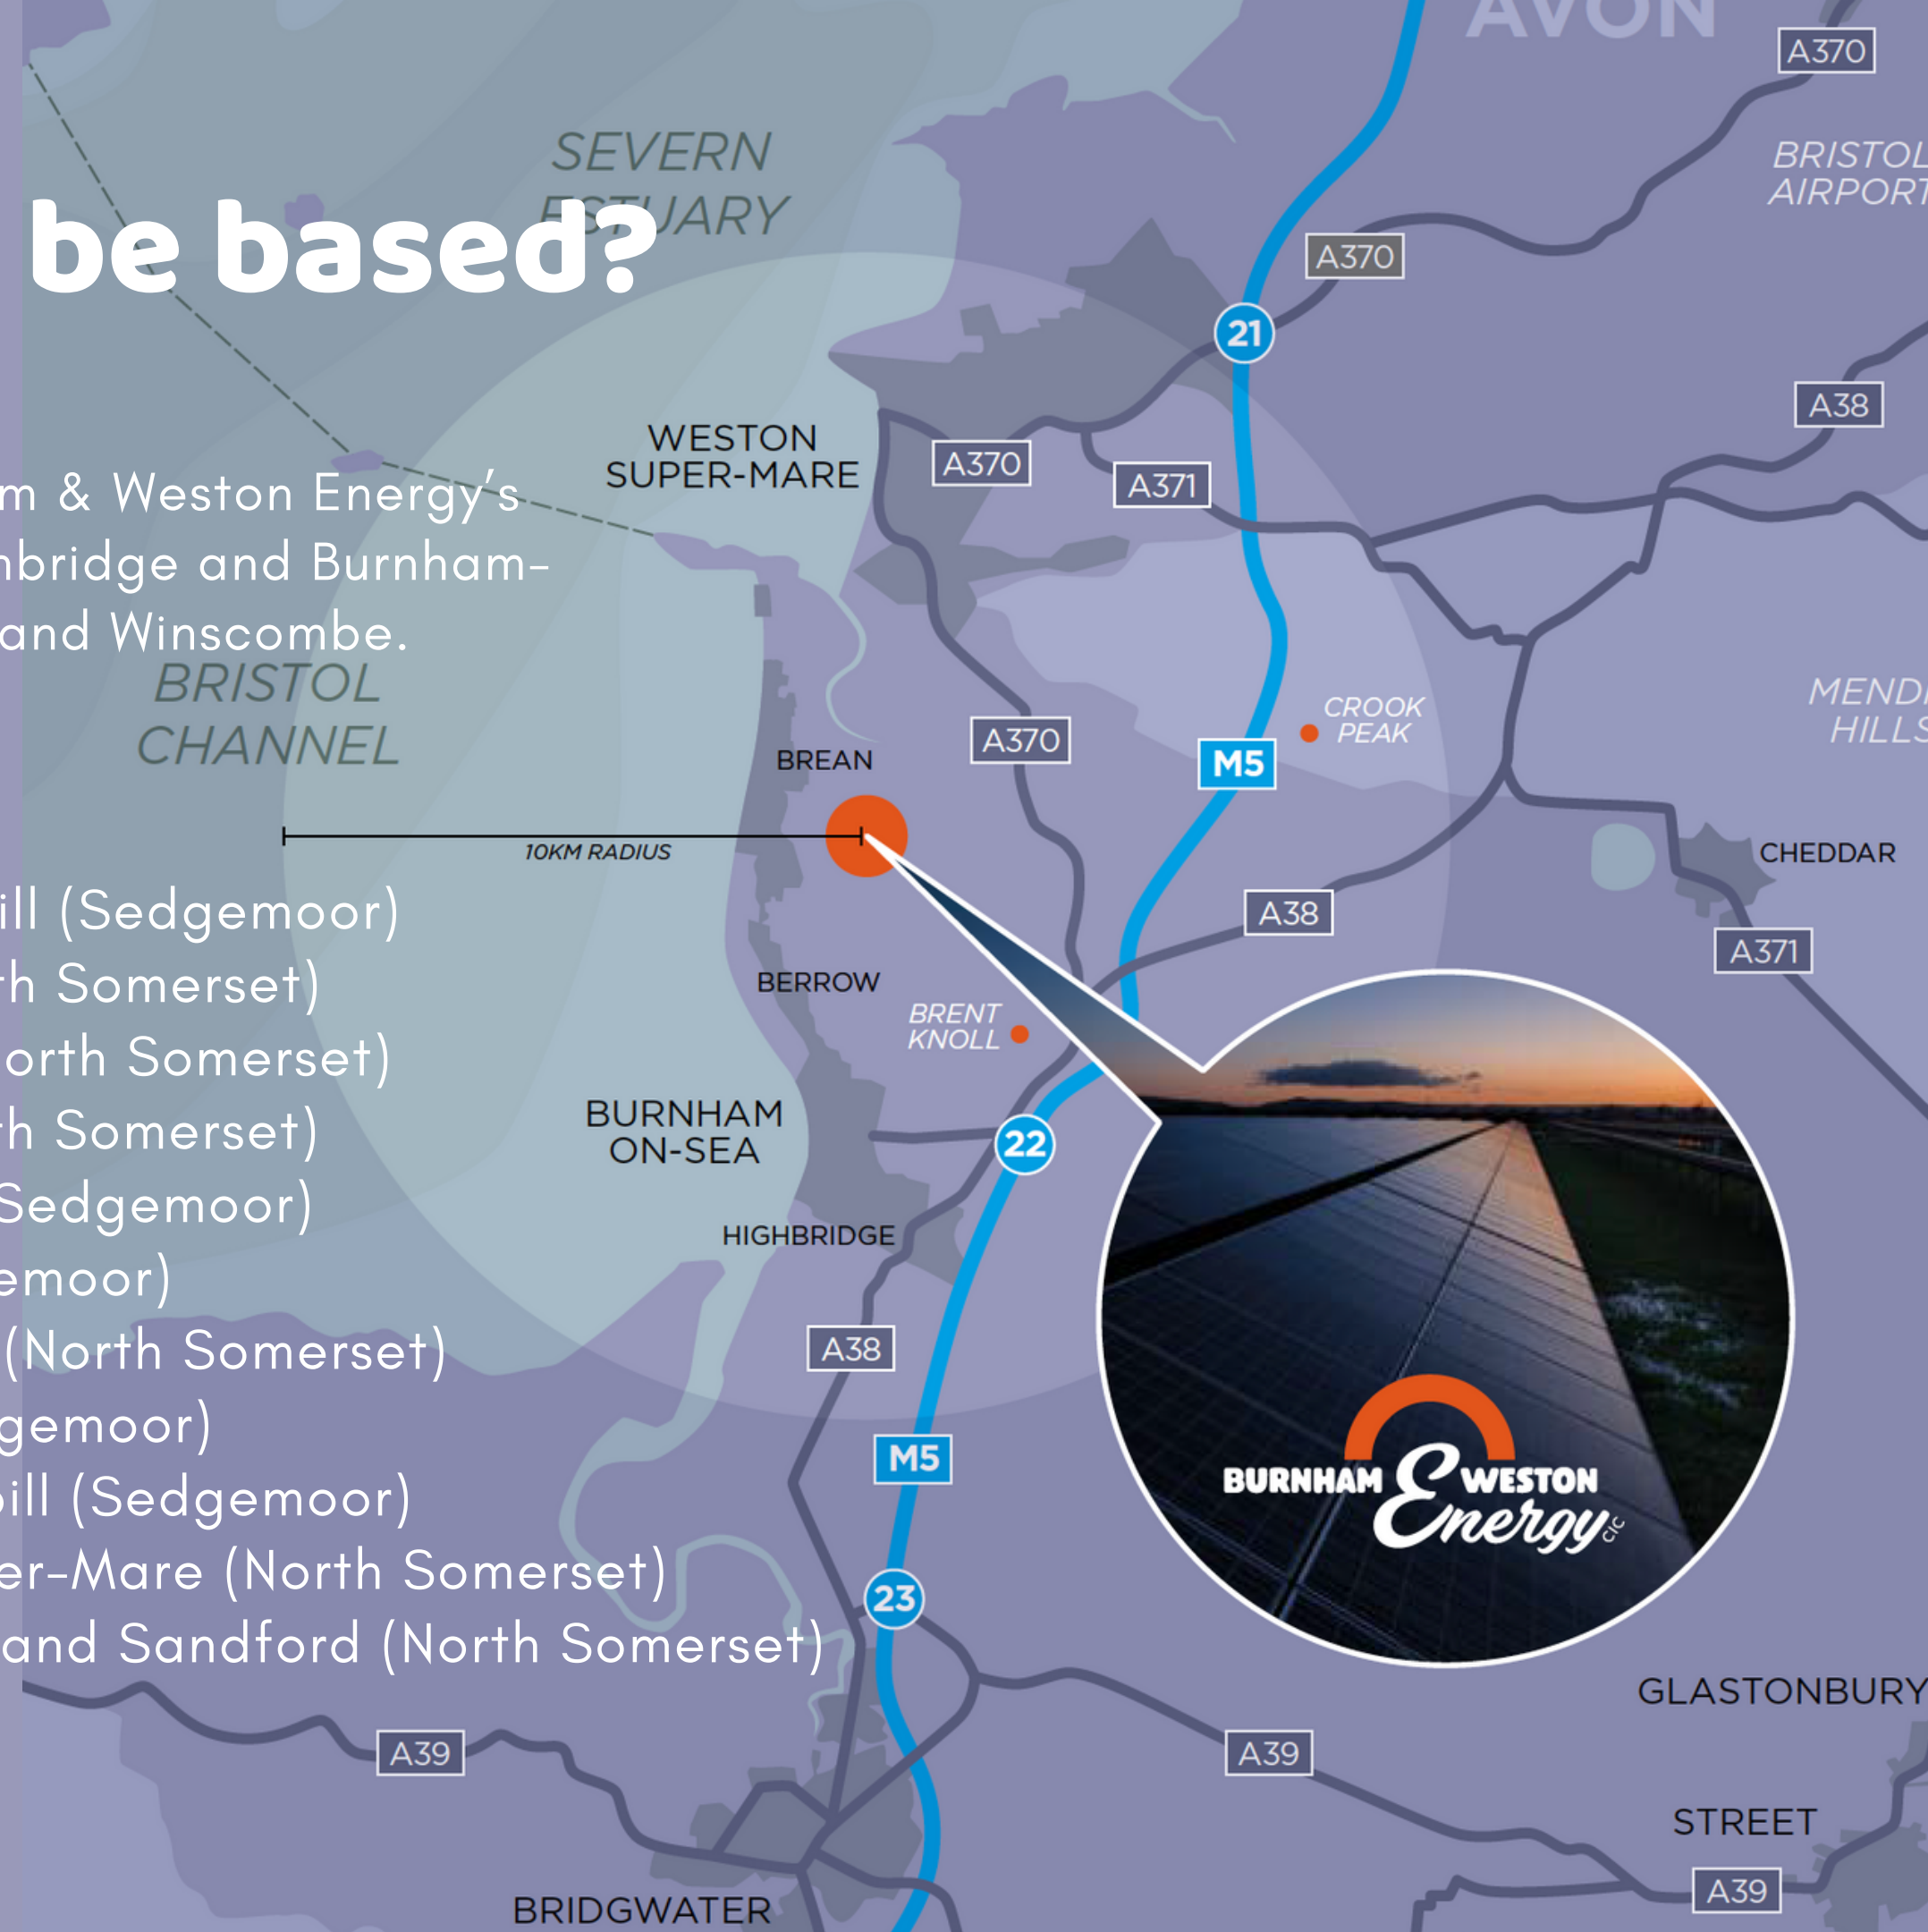 be based?
m & Weston Energy's
nbridge and Burnham-
and Winscombe.
ill (Sedgemoor)
th Somerset)
orth Somerset)
th Somerset)
Sedgemoor)
emoor)
(North Somerset)
gemoor)
ill (Sedgemoor)
er-Mare (North Somerset)
and Sandford (North Somerset)
AVON
A370
SEVERN
ESTUARY
BRISTOL
AIRPORT
A370
21
A38
WESTON
SUPER-MARE
A370
A371
BRISTOL
CHANNEL
CROOK
PEAK
MENDI
HILLS
A370
M5
BREAN
10KM RADIUS
CHEDDAR
A38
A371
BERROW
BRENT
KNOLL
BURNHAM
ON-SEA
22
HIGHBRIDGE
A38
M5
BURNHAM & WESTON
Energy CIC
23
GLASTONBURY
A39
A39
STREET
A39
BRIDGWATER